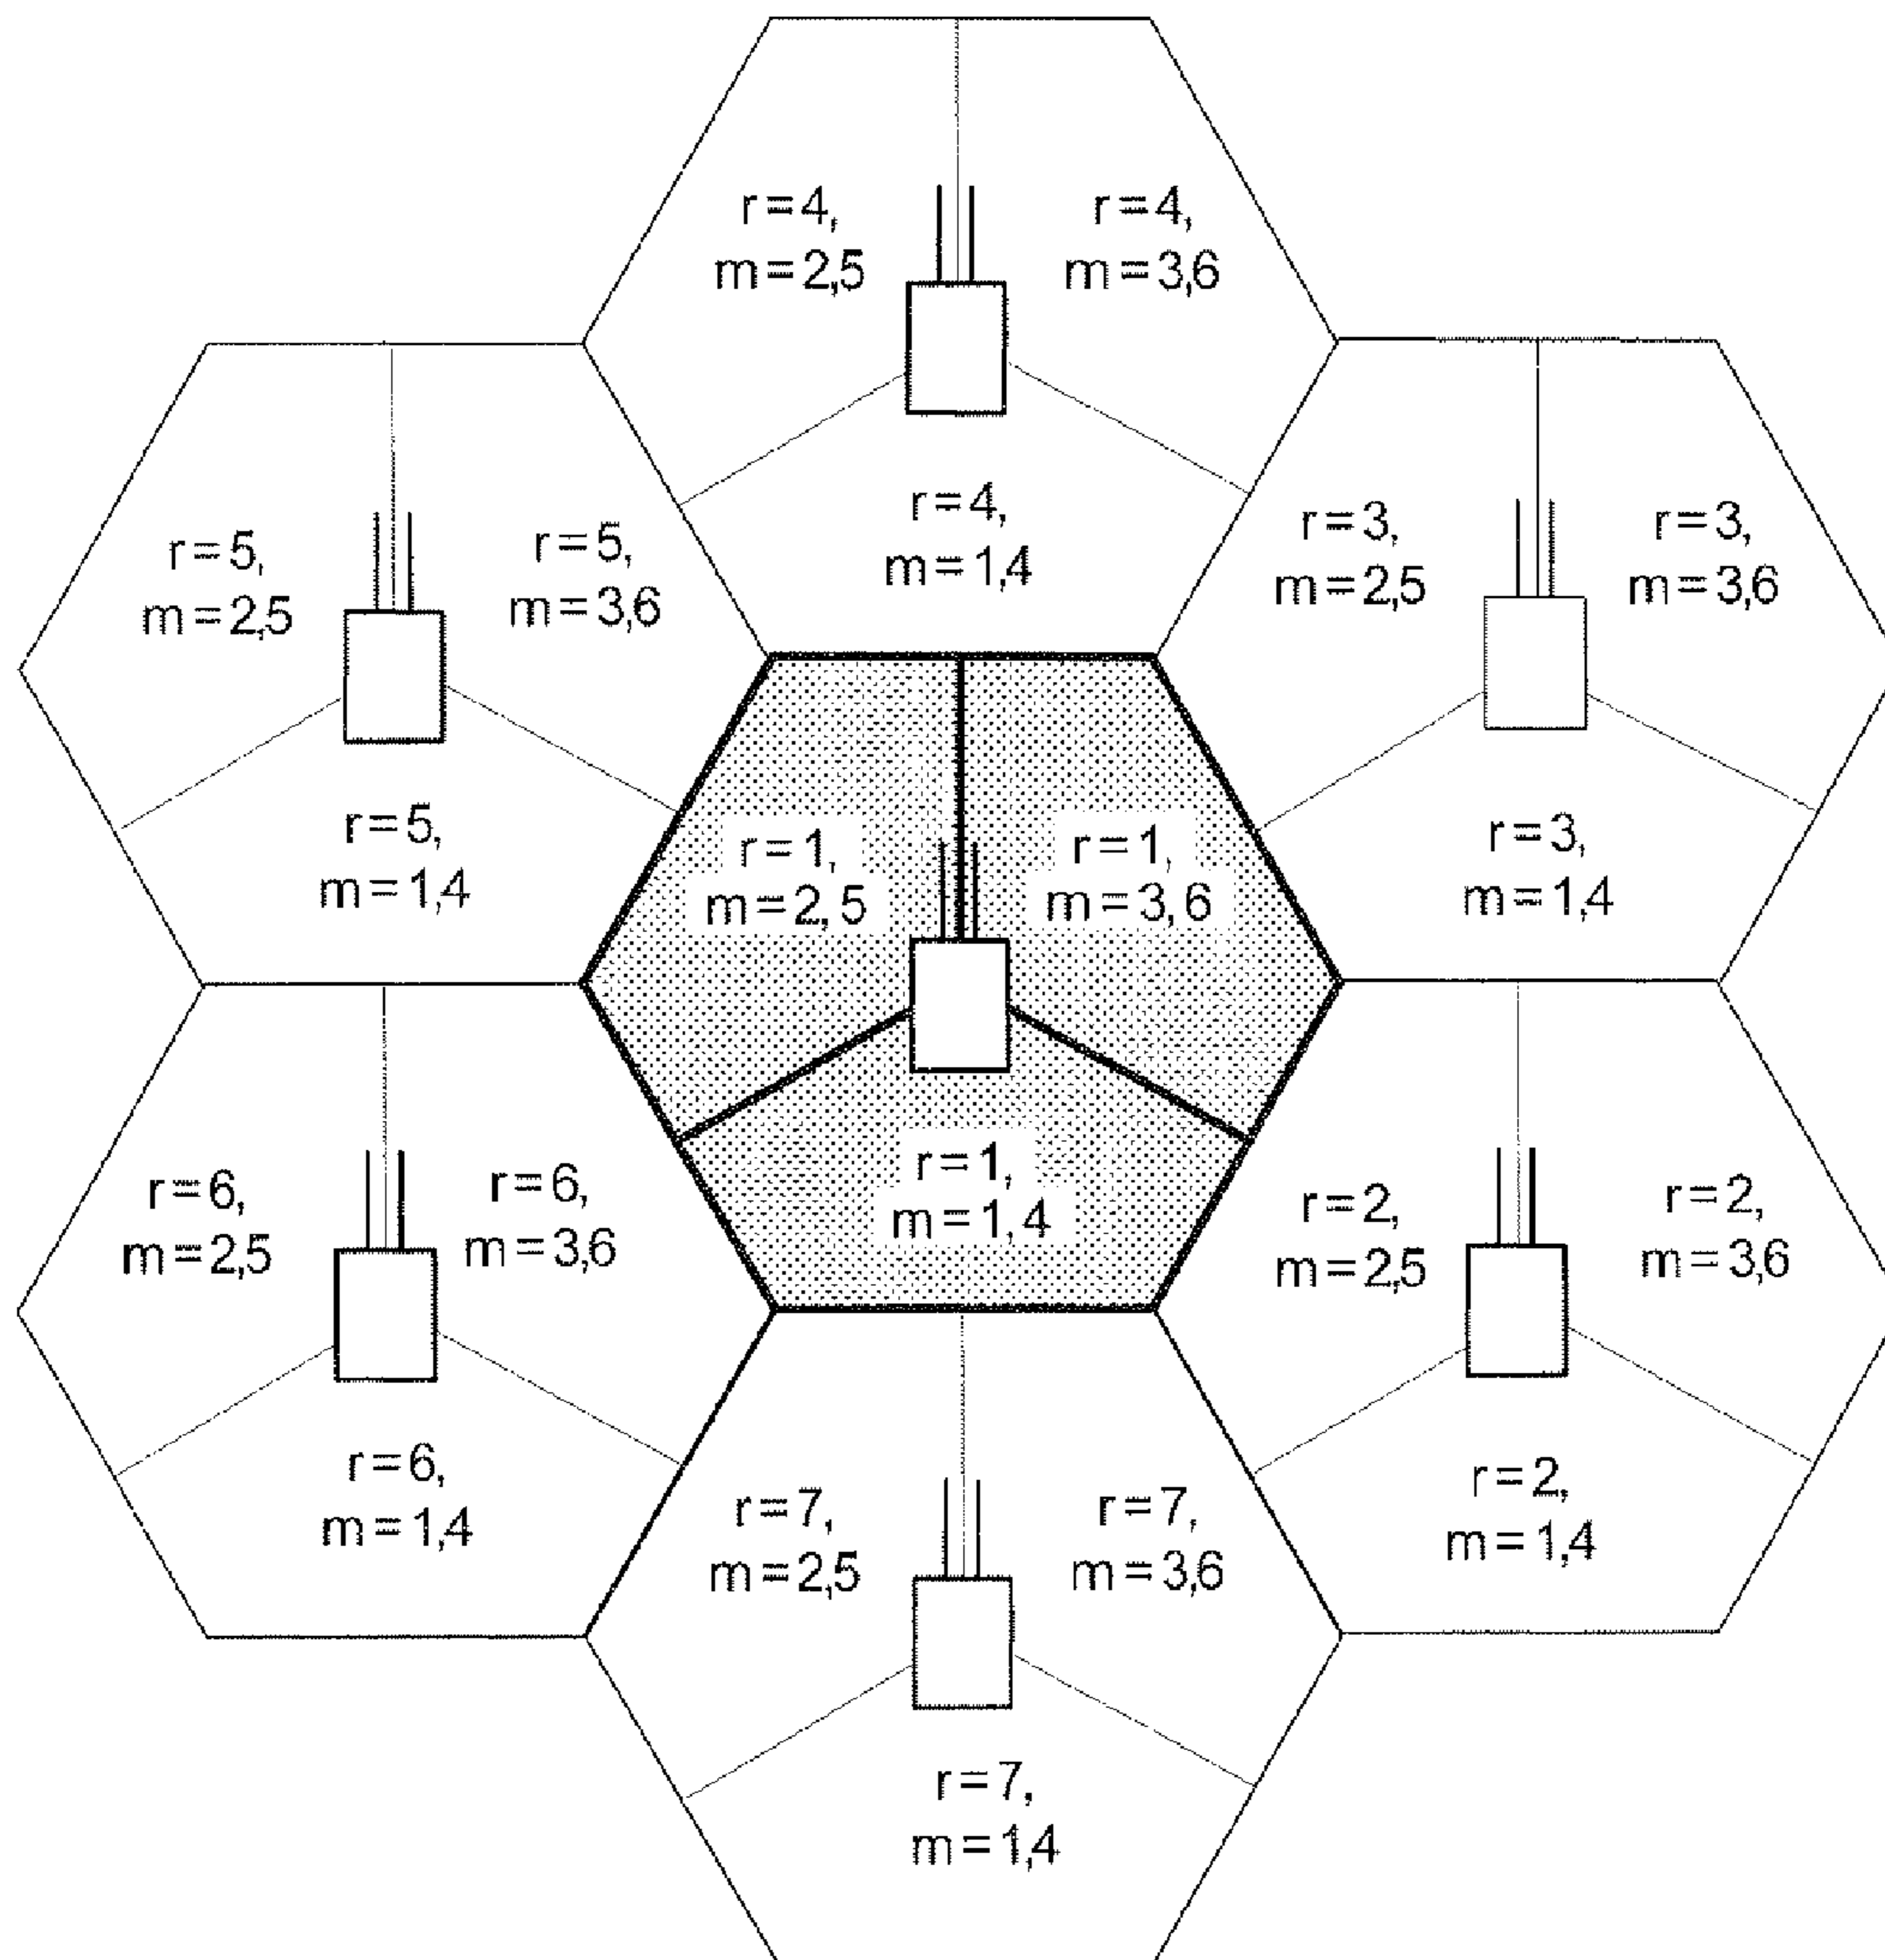 r=4,
m=2,5
r=4,
m=3,6
r=4,
m=1,4
r=5,
m=2,5
r=5,
m=3,6
r=5,
m=1,4
r=3,
m=2,5
r=3,
m=3,6
r=3,
m=1,4
r=1,
m=2,5
r=1,
m=3,6
r=1,
m=1,4
r=6,
m=2,5
r=6,
m=3,6
r=6,
m=1,4
r=2,
m=2,5
r=2,
m=3,6
r=2,
m=1,4
r=7,
m=2,5
r=7,
m=3,6
r=7,
m=1,4